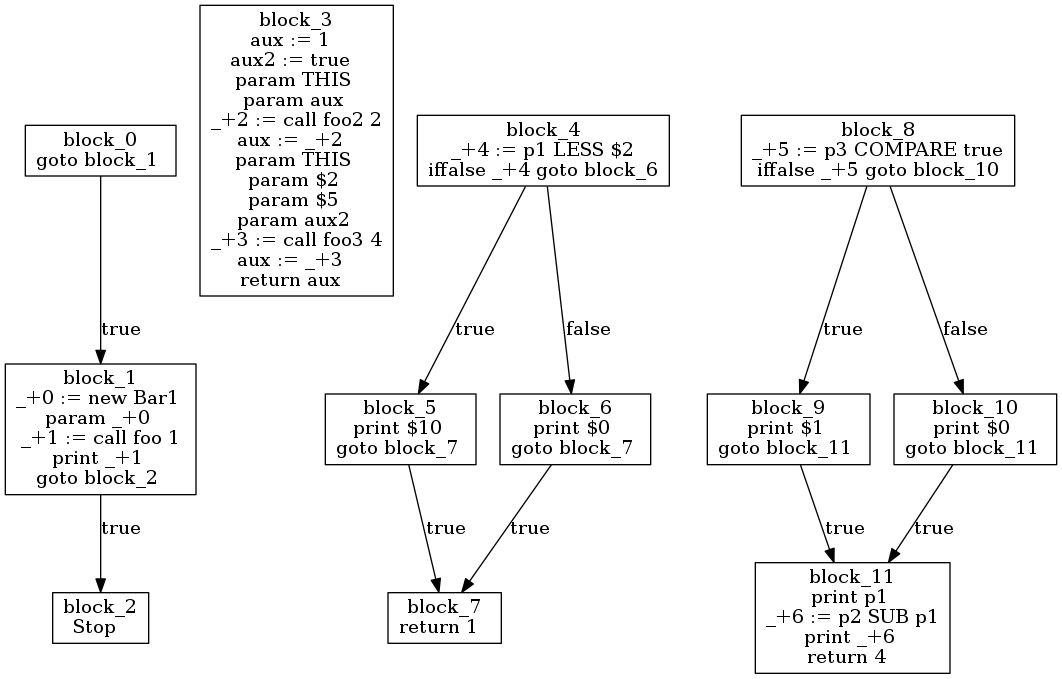 block_0
goto block_1
true
block_1
_+0 := new Bar1
param _+0
_+1 := call foo 1
print _+1
goto block_2
true
block_2
Stop
block_3
aux := 1
aux2 := true
param THIS
param aux
_+2 := call foo2 2
aux := _+2
param THIS
param $2
param $5
param aux2
_+3 := call foo3 4
aux := _+3
return aux
block_4
_+4 := p1 LESS $2
iffalse _+4 goto block_6
true
false
block_5
print $10
goto block_7
block_6
print $0
goto block_7
true
true
block_7
return 1
block_8
_+5 := p3 COMPARE true
iffalse _+5 goto block_10
true
false
block_9
print $1
goto block_11
block_10
print $0
goto block_11
true
true
block_11
print p1
_+6 := p2 SUB p1
print _+6
return 4